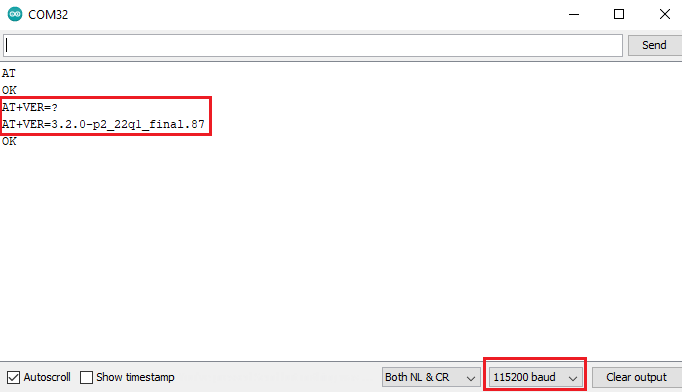 COM32
Send
AT
OK
AT+VER=?
AT+VER=3.2.0-p2_22q1_final.87
OK
Autoscroll Show timestamp Both NL & CR 115200 baud Clear output